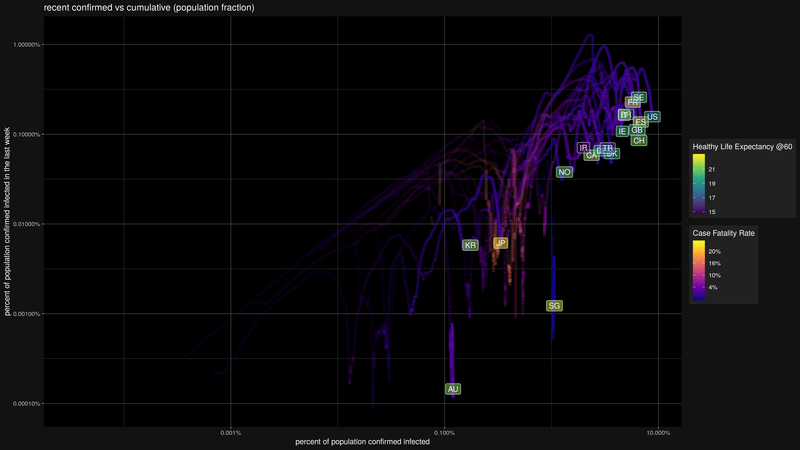 recent confirmed vs cumulative (population fraction)
percent of population confirmed infected in the last week
1.00000%
0.10000%
0.01000%
0.00100%
0.00010%
SE
FR
US
ES
IE
GB
CH
IR
TR
CA
NO
KR
JP
SG
AU
0.001%
0.100%
10.000%
percent of population confirmed infected
Healthy Life Expectancy @60
21
19
17
15
Case Fatality Rate
20%
16%
10%
4%